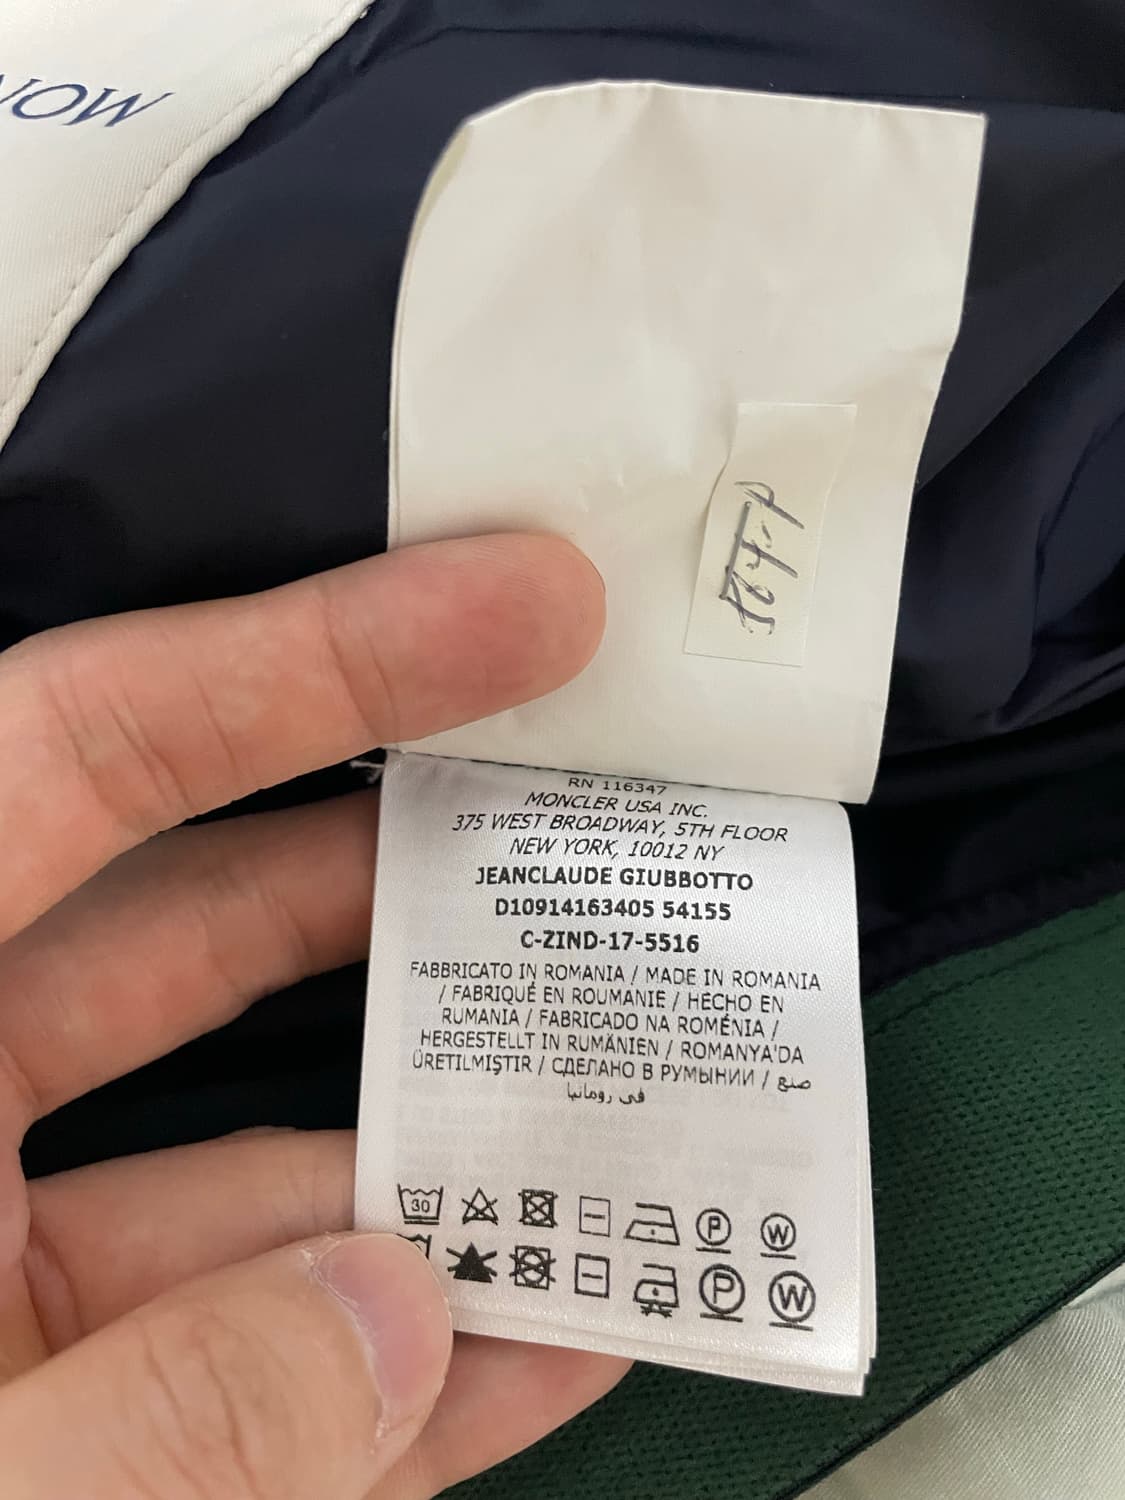 NOW
RN 116347
MONCLER USA INC.
375 WEST BROADWAY, 5TH FLOOR
NEW YORK, 10012 NY
JEANCLAUDE GIUBBOTTO
D10914163405 54155
C-ZIND-17-5516
FABBRICATO IN ROMANIA / MADE IN ROMANIA
/ FABRIQUÉ EN ROUMANIE / HECHO EN
RUMANIA / FABRICADO NA ROMÉNIA /
HERGESTELLT IN RUMÄNIEN / ROMANYA'DA
ÜRETILMIŞTIR / СДЕЛАНО В РУМЫНИИ / صنع
في رومانيا
30 P W
P W